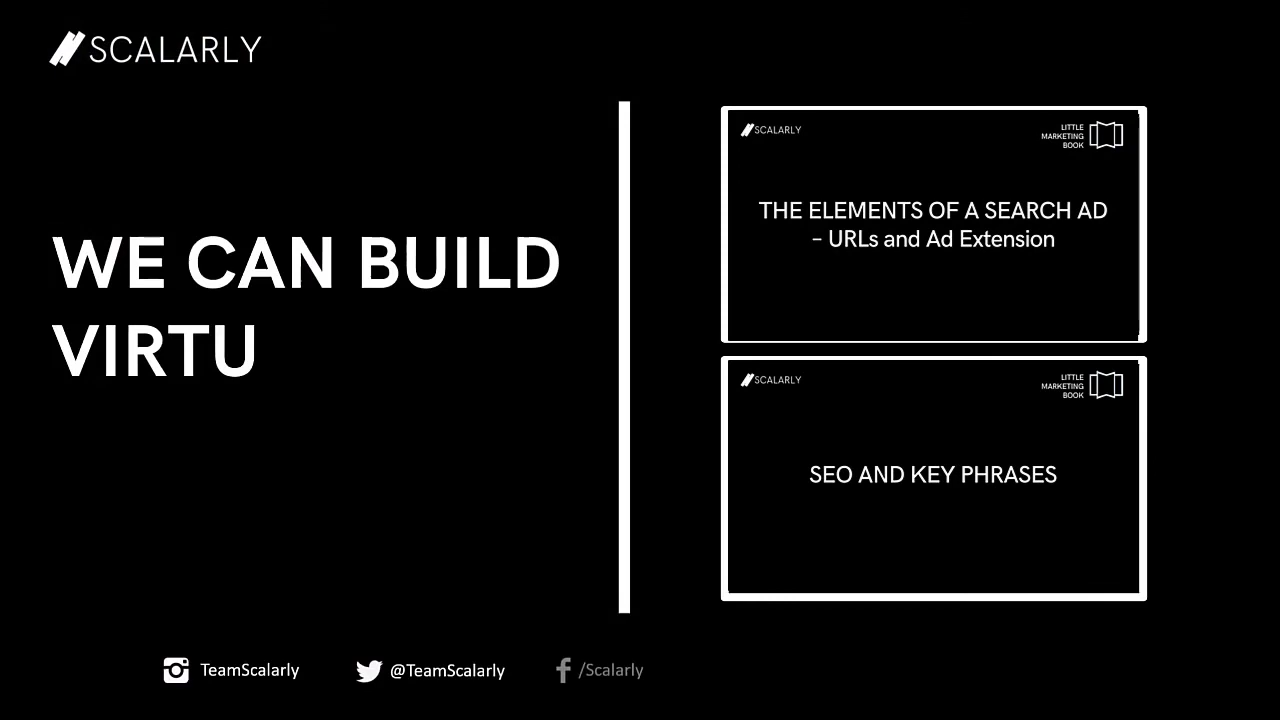 SCALARLY
WE CAN BUILD
VIRTU
SCALARLY
LITTLE
MARKETING
BOOK
THE ELEMENTS OF A SEARCH AD
– URLs and Ad Extension
SCALARLY
LITTLE
MARKETING
BOOK
SEO AND KEY PHRASES
TeamScalarly
@TeamScalarly
/Scalarly